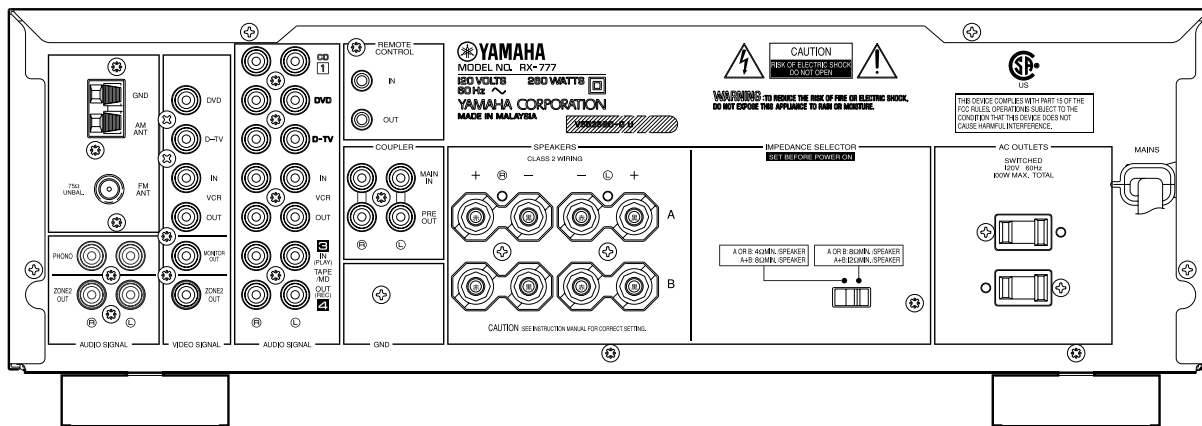 GND
AM
ANT
75Ω
UNBAL.
FM
ANT
PHONO
ZONE2
OUT
R
L
AUDIO SIGNAL
DVD
D-TV
IN
VCR
OUT
MONITOR
OUT
ZONE2
OUT
VIDEO SIGNAL
CD
1
DVD
D-TV
IN
VCR
OUT
3
IN
(PLAY)
TAPE
/MD
OUT
(REC)
4
R
L
AUDIO SIGNAL
REMOTE
CONTROL
IN
OUT
COUPLER
MAIN
IN
PRE
OUT
R
L
GND
YAMAHA
MODEL NO. RX-777
120 VOLTS 260 WATTS
60Hz ～
YAMAHA CORPORATION
MADE IN MALAYSIA
CAUTION
RISK OF ELECTRIC SHOCK
DO NOT OPEN
WARNING :TO REDUCE THE RISK OF FIRE OR ELECTRIC SHOCK,
DO NOT EXPOSE THIS APPLIANCE TO RAIN OR MOISTURE.
SPEAKERS
CLASS 2 WIRING
+ R − − L +
A
B
CAUTION :SEE INSTRUCTION MANUAL FOR CORRECT SETTING.
IMPEDANCE SELECTOR
SET BEFORE POWER ON
A OR B: 4ΩMIN. /SPEAKER
A+B: 8ΩMIN. /SPEAKER
A OR B: 8ΩMIN. /SPEAKER
A+B:12ΩMIN. /SPEAKER
SA
US
THIS DEVICE COMPLIES WITH PART 15 OF THE
FCC RULES. OPERATION IS SUBJECT TO THE
CONDITION THAT THIS DEVICE DOES NOT
CAUSE HARMFUL INTERFERENCE.
AC OUTLETS
SWITCHED
120V 60Hz
100W MAX. TOTAL
MAINS